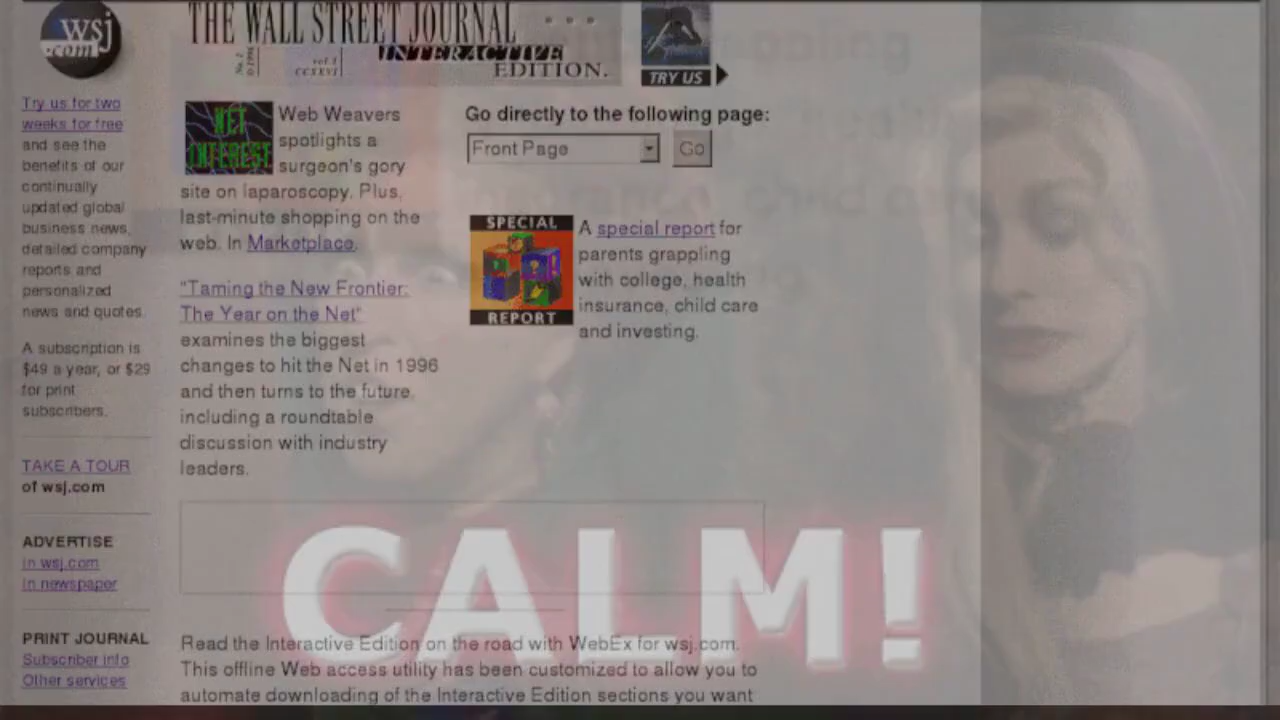 wsj
.com
THE WALL STREET JOURNAL
INTERACTIVE
EDITION.
vol.1
CCXXVI
TRY US
Try us for two
weeks for free
and see the
benefits of our
continually
updated global
business news,
detailed company
reports and
personalized
news and quotes.
A subscription is
$49 a year, or $29
for print
subscribers.
TAKE A TOUR
of wsj.com
ADVERTISE
In wsj.com
In newspaper
PRINT JOURNAL
Subscriber info
Other services
NET
INTEREST
Web Weavers
spotlights a
surgeon's gory
site on laparoscopy. Plus,
last-minute shopping on the
web. In Marketplace.
"Taming the New Frontier:
The Year on the Net"
examines the biggest
changes to hit the Net in 1996
and then turns to the future,
including a roundtable
discussion with industry
leaders.
Go directly to the following page:
Front Page
Go
SPECIAL
REPORT
A special report for
parents grappling
with college, health
insurance, child care
and investing.
CALM!
Read the Interactive Edition on the road with WebEx for wsj.com.
This offline Web access utility has been customized to allow you to
automate downloading of the Interactive Edition sections you want